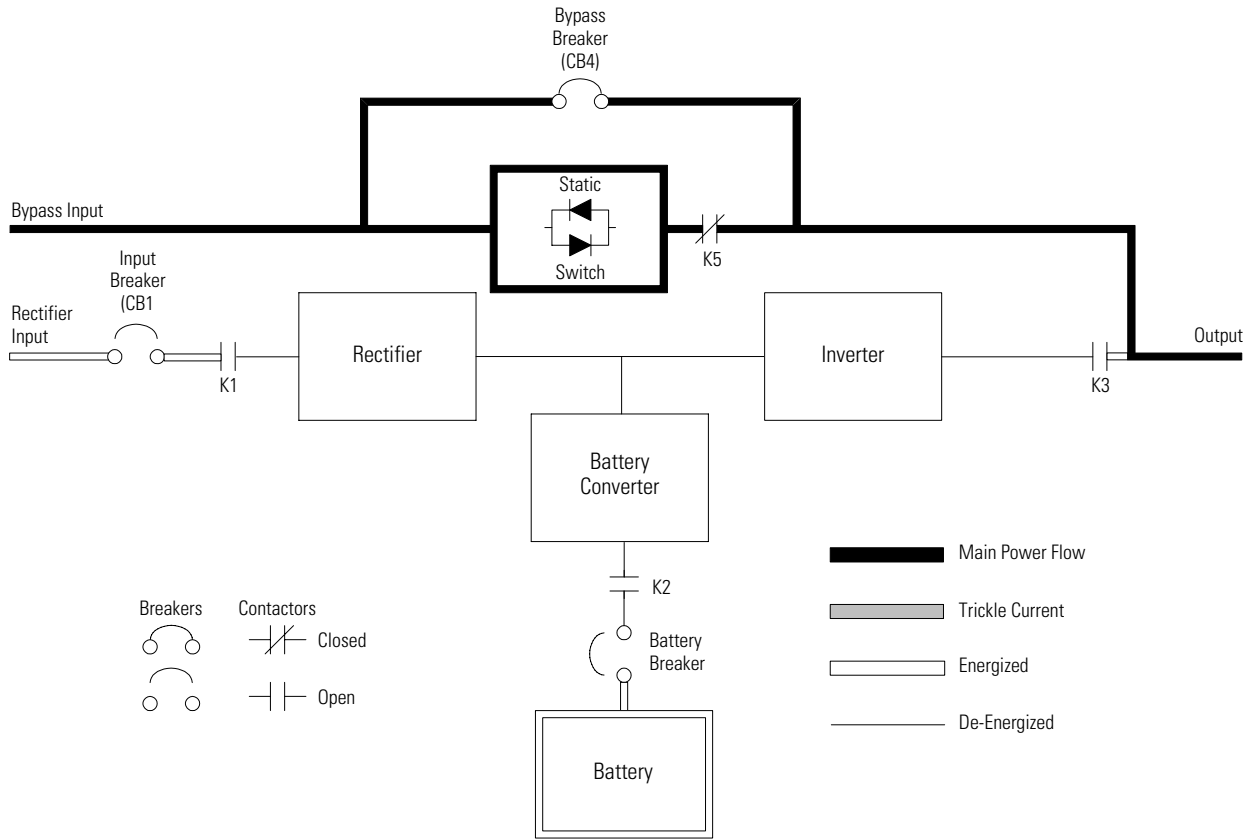 Bypass
Breaker
(CB4)
Static
Switch
Bypass Input
K5
Input
Breaker
(CB1
Rectifier
Input
K1
Rectifier
Inverter
K3
Output
Battery
Converter
K2
Battery
Breaker
Battery
Breakers
Contactors
Closed
Open
Main Power Flow
Trickle Current
Energized
De-Energized